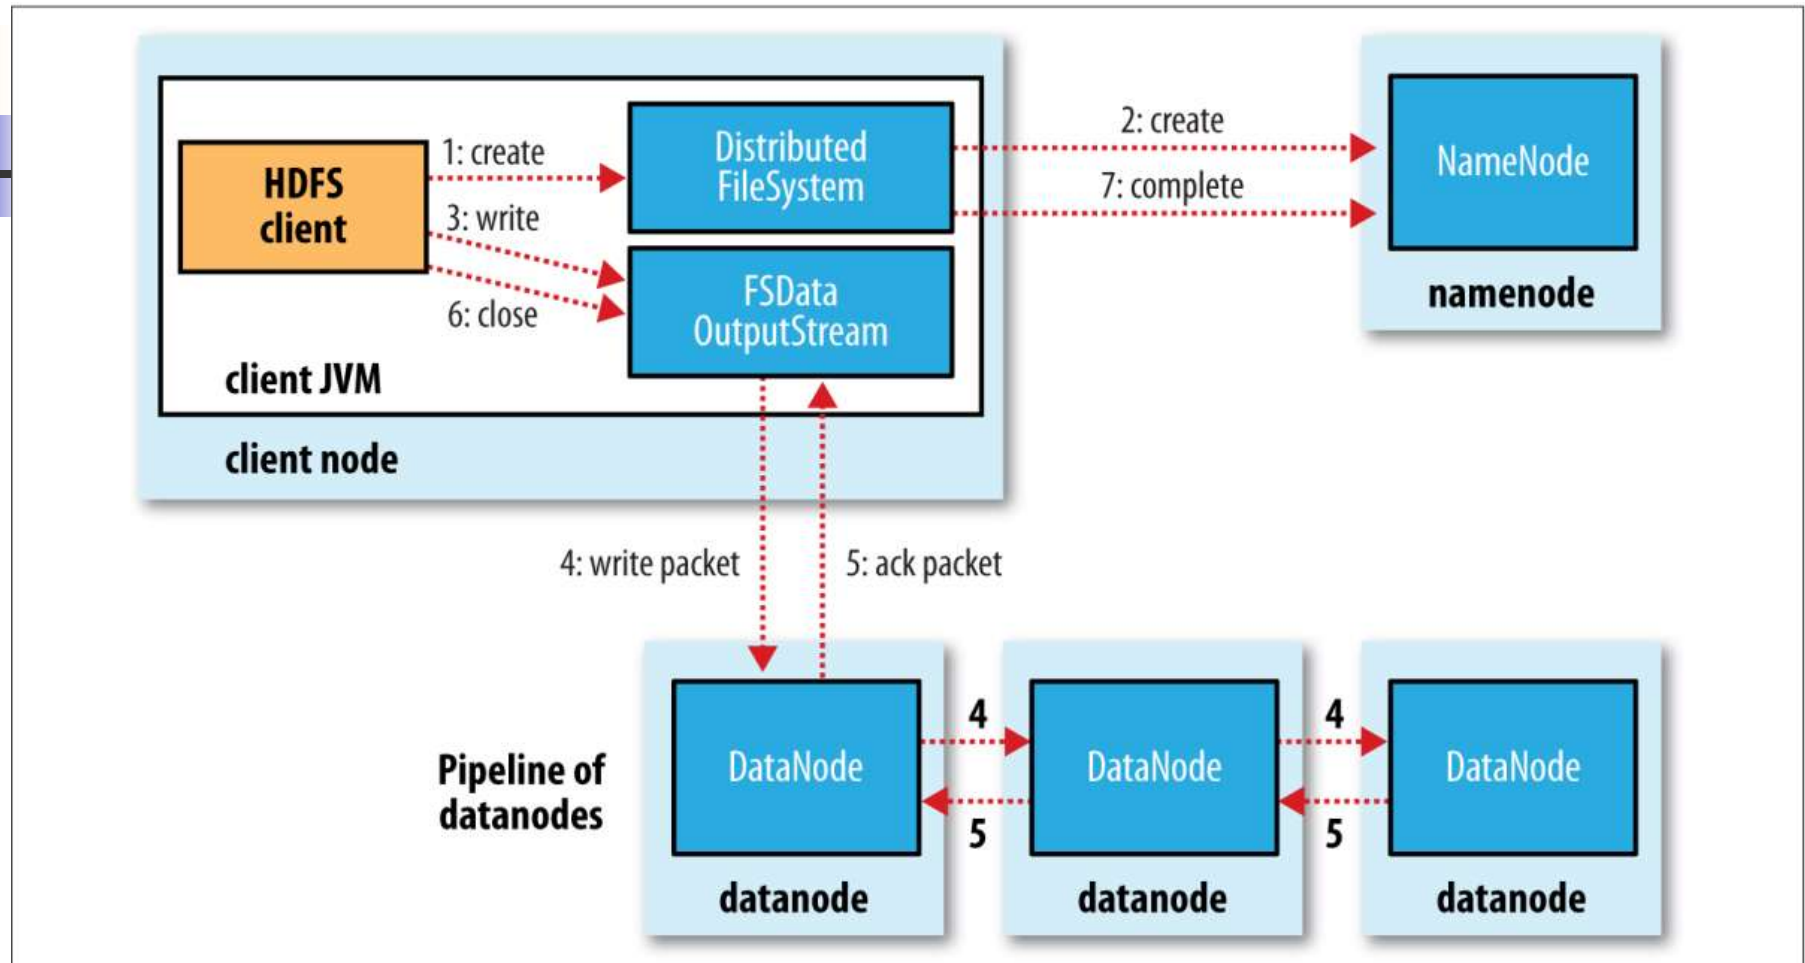 HDFS
client
1: create
3: write
6: close
Distributed
FileSystem
FSData
OutputStream
client JVM
client node
2: create
7: complete
NameNode
namenode
4: write packet
5: ack packet
Pipeline of
datanodes
DataNode
4
5
DataNode
4
5
DataNode
datanode
datanode
datanode